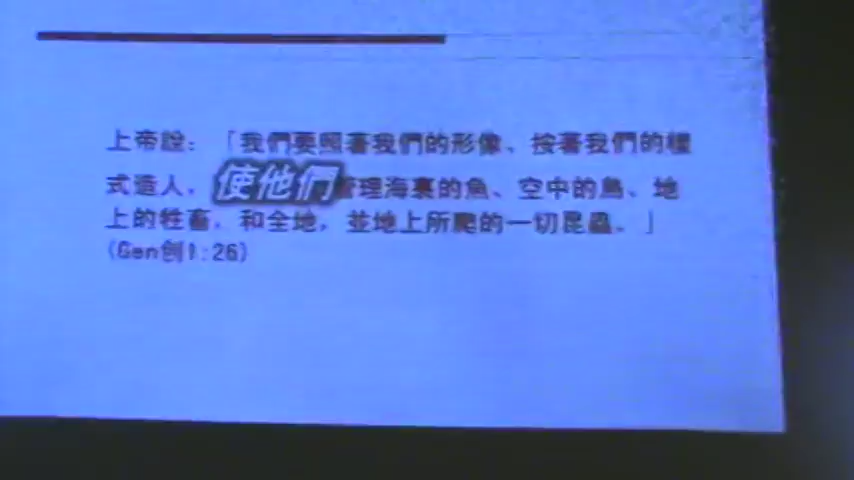 上帝說：「我們要照著我們的形像、按著我們的樣
式造人，使他們管理海裏的魚、空中的鳥、地
上的牲畜，和全地，並地上所爬的一切昆蟲。」
(Gen创1:26)